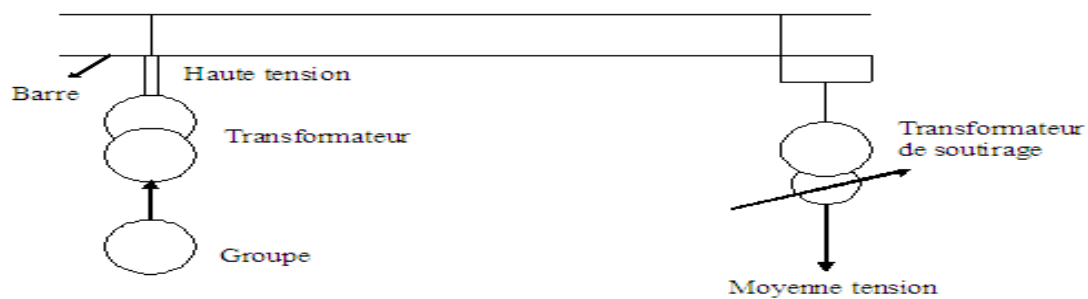 Haute tension
Barre
Transformateur
Transformateur
de soutirage
Groupe
Moyenne tension